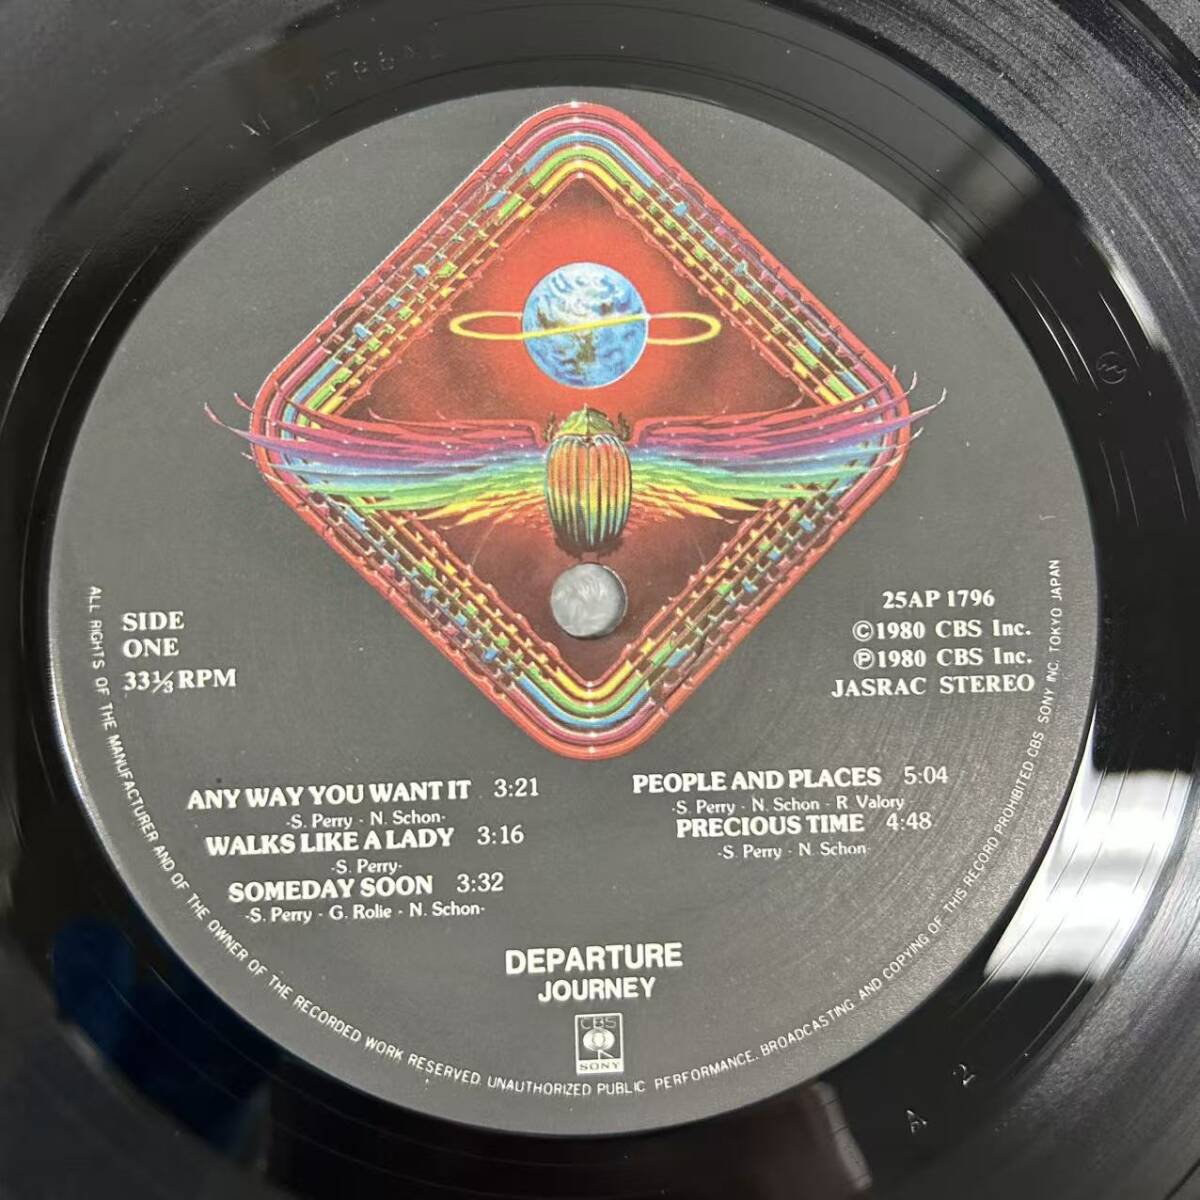 SIDE
ONE
33⅓ RPM
25AP 1796
©1980 CBS Inc.
℗1980 CBS Inc.
JASRAC STEREO
ANY WAY YOU WANT IT 3:21
·S. Perry · N. Schon·
WALKS LIKE A LADY 3:16
·S. Perry·
SOMEDAY SOON 3:32
·S. Perry · G. Rolie · N. Schon·
PEOPLE AND PLACES 5:04
·S. Perry · N. Schon · R. Valory
PRECIOUS TIME 4:48
·S. Perry · N. Schon·
DEPARTURE
JOURNEY
CBS
SONY
ALL RIGHTS OF THE MANUFACTURER AND OF THE OWNER OF THE RECORDED WORK RESERVED. UNAUTHORIZED PUBLIC PERFORMANCE, BROADCASTING AND COPYING OF THIS RECORD PROHIBITED CBS SONY INC. TOKYO JAPAN
A 2